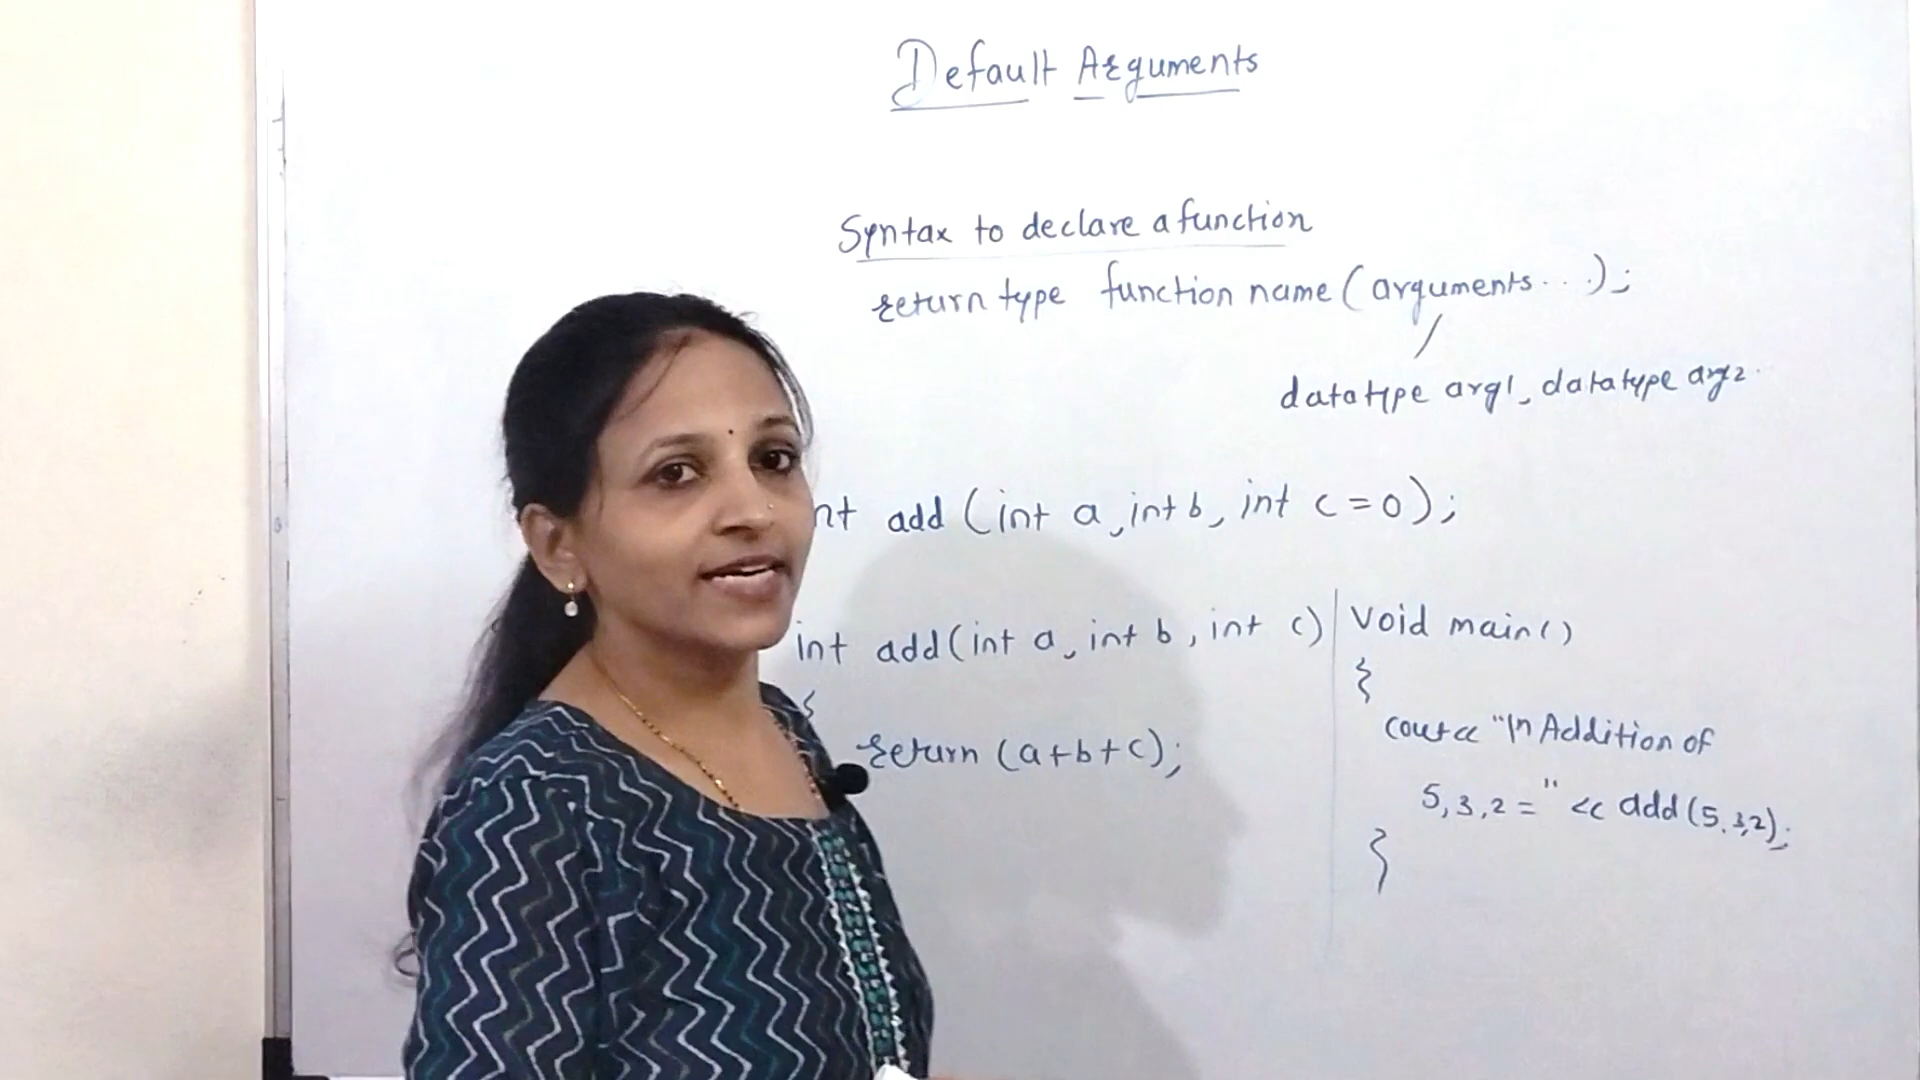 Default Arguments
Syntax to declare a function
return type function name (arguments...);
datatype arg1, datatype arg2.
nt add (int a, int b, int c = 0);
int add (int a, int b, int c)
{
return (a+b+c);
void main()
{
cout<< "\n Addition of
5, 3, 2 = " << add (5, 3, 2);
}